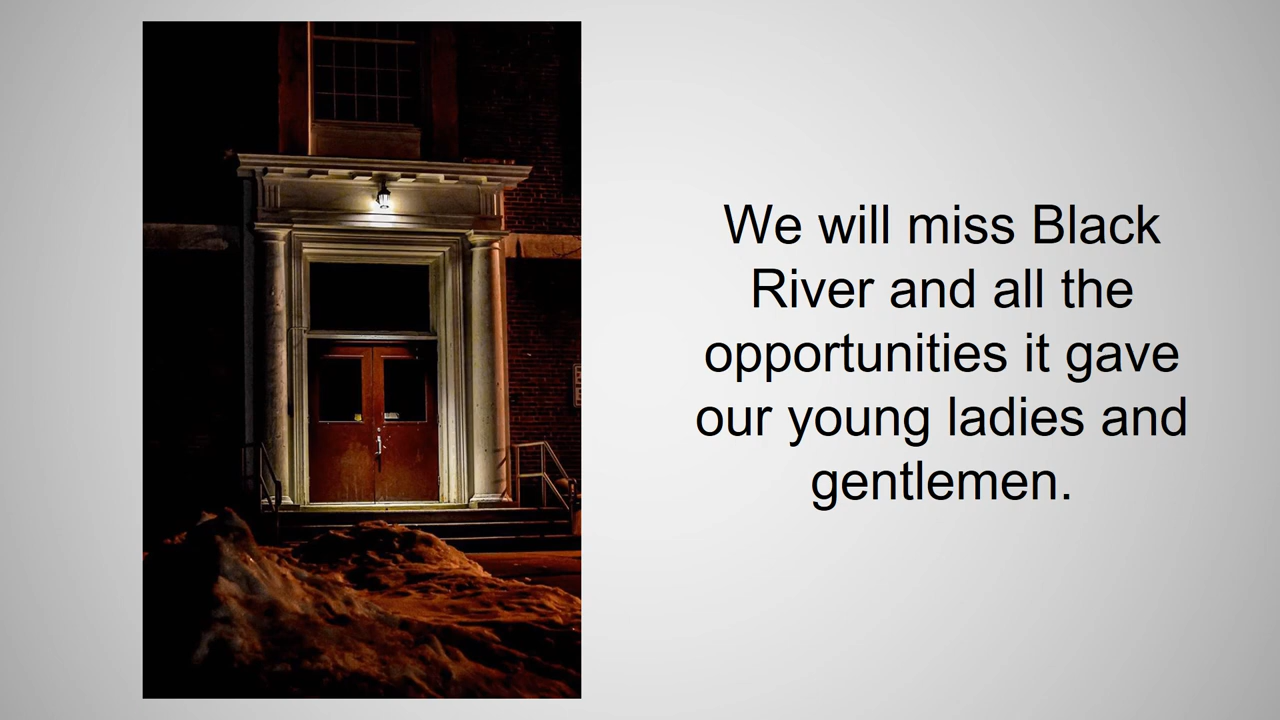 We will miss Black
River and all the
opportunities it gave
our young ladies and
gentlemen.